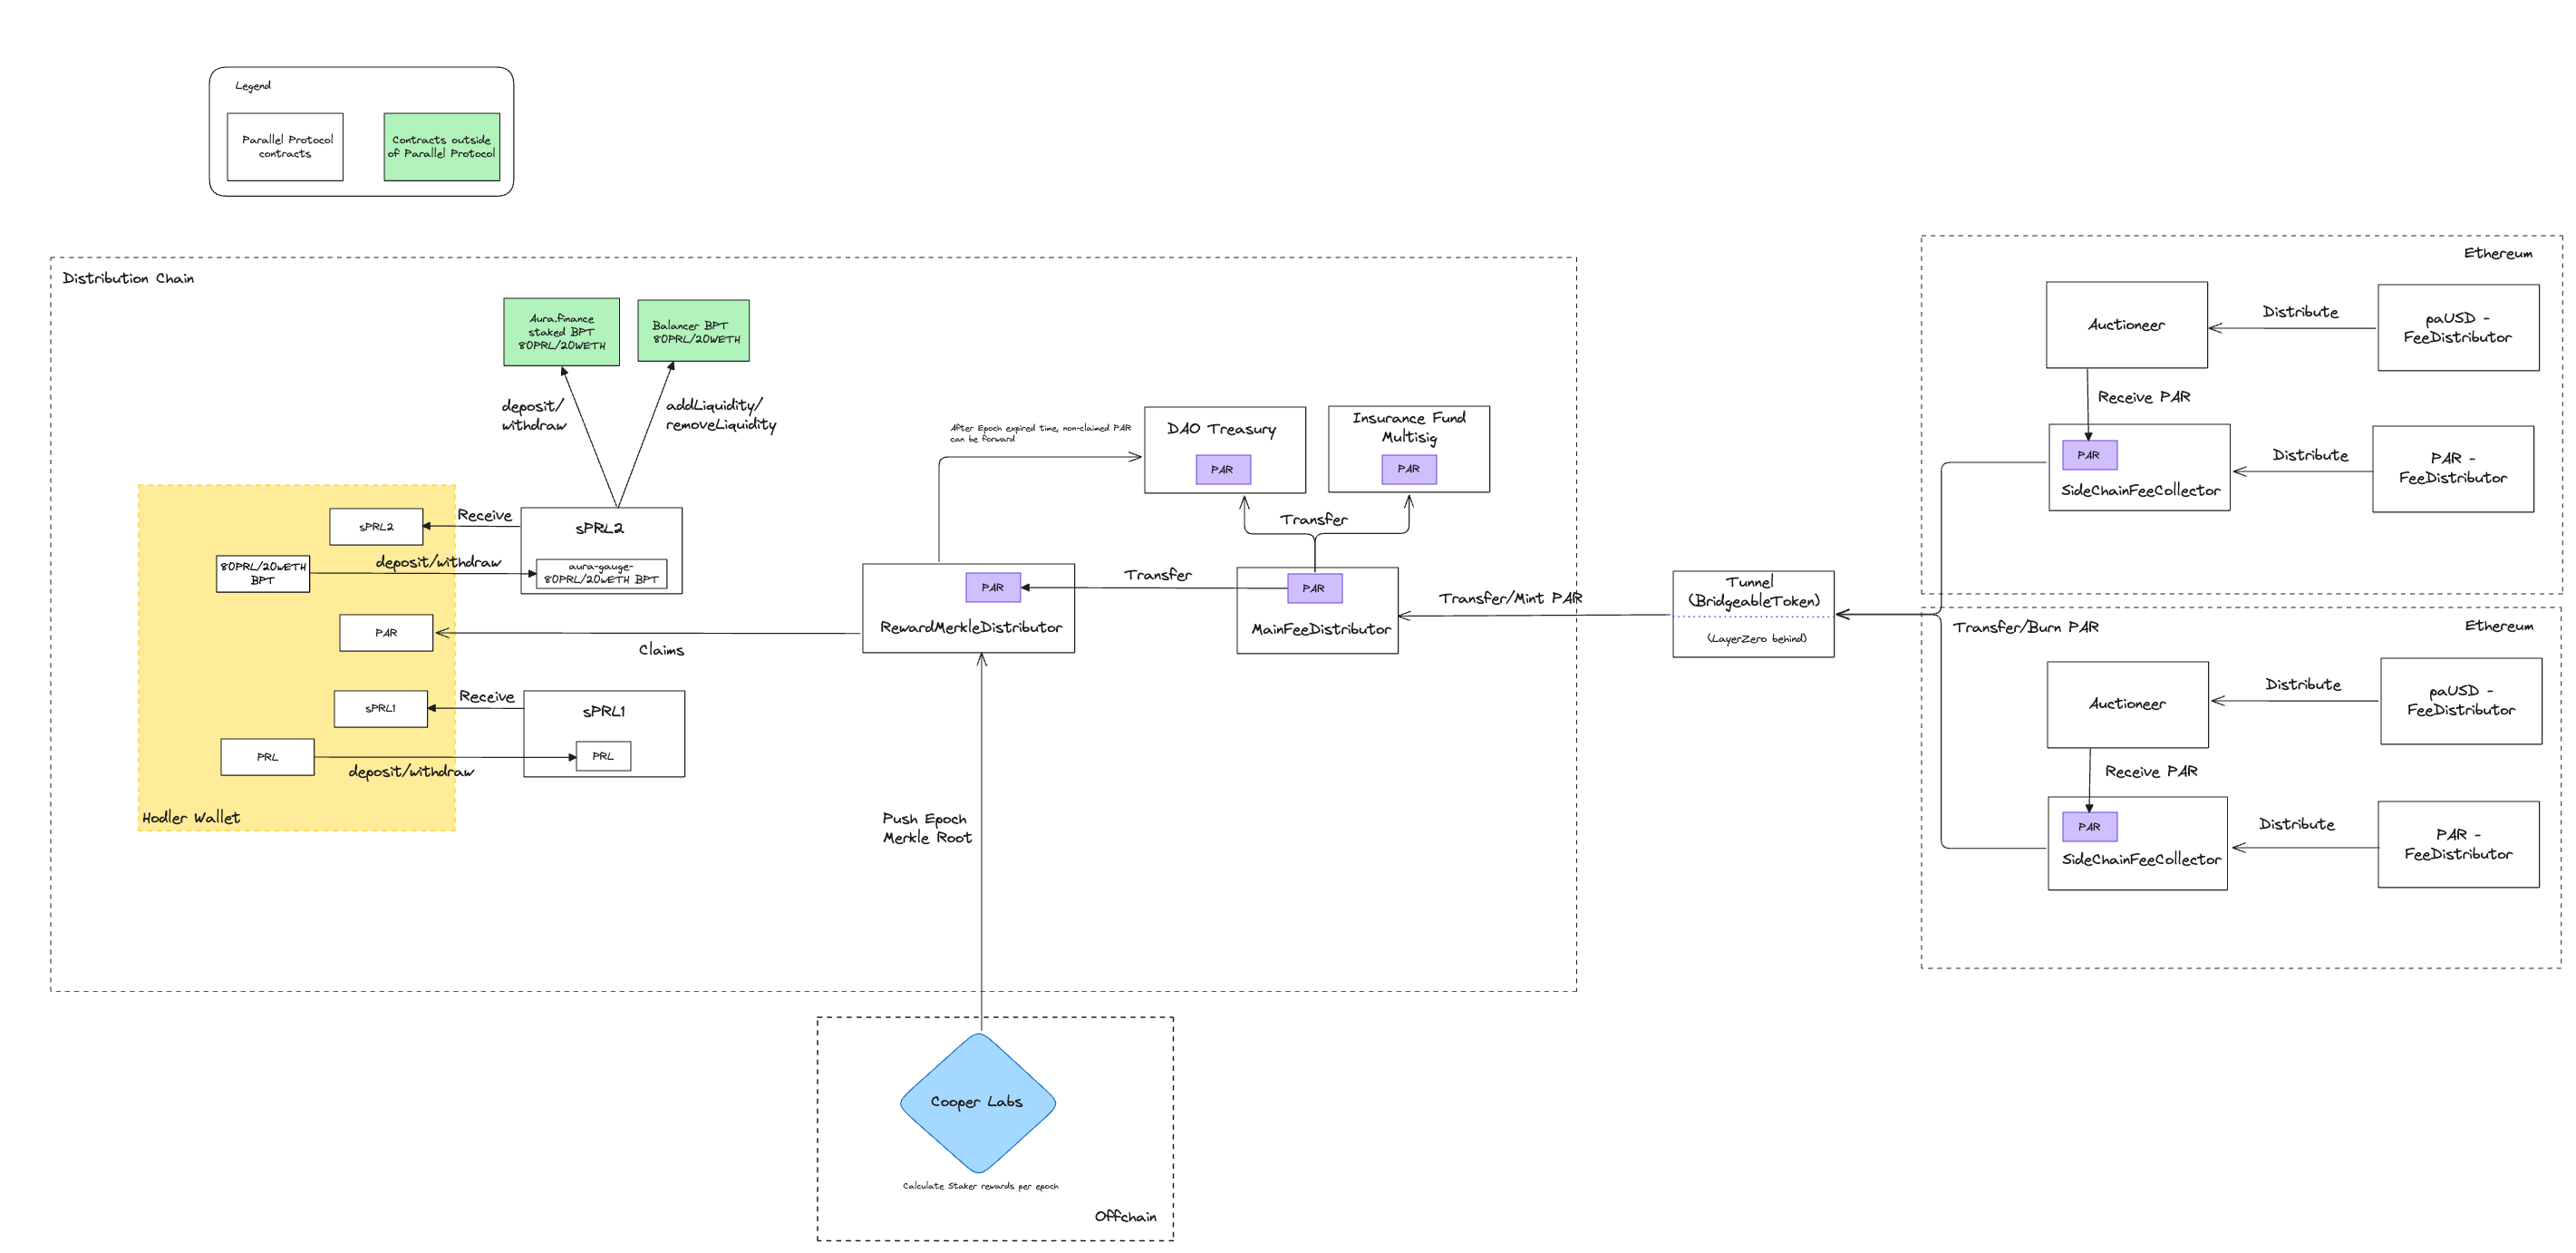 Legend
Parallel Protocol
contracts
Contracts outside
of Parallel Protocol
Distribution Chain
Aura.finance
staked BPT
80PRL/20WETH
Balancer BPT
80PRL/20WETH
deposit/
withdraw
addLiquidity/
removeLiquidity
sPRL2
Receive
sPRL2
80PRL/20WETH
BPT
deposit/withdraw
aura-gauge-
80PRL/20WETH BPT
PAR
Claims
sPRL1
Receive
sPRL1
PRL
deposit/withdraw
PRL
Hodler Wallet
After Epoch expired time, non-claimed PAR
can be forward
DAO Treasury
PAR
Insurance Fund
Multisig
PAR
Transfer
PAR
RewardMerkleDistributor
Transfer
PAR
MainFeeDistributor
Transfer/Mint PAR
Tunnel
(BridgeableToken)
(LayerZero behind)
Push Epoch
Merkle Root
Cooper Labs
Calculate Staker rewards per epoch
Offchain
Ethereum
Auctioneer
Distribute
paUSD -
FeeDistributor
Receive PAR
PAR
SideChainFeeCollector
Distribute
PAR -
FeeDistributor
Transfer/Burn PAR
Ethereum
Auctioneer
Distribute
paUSD -
FeeDistributor
Receive PAR
PAR
SideChainFeeCollector
Distribute
PAR -
FeeDistributor